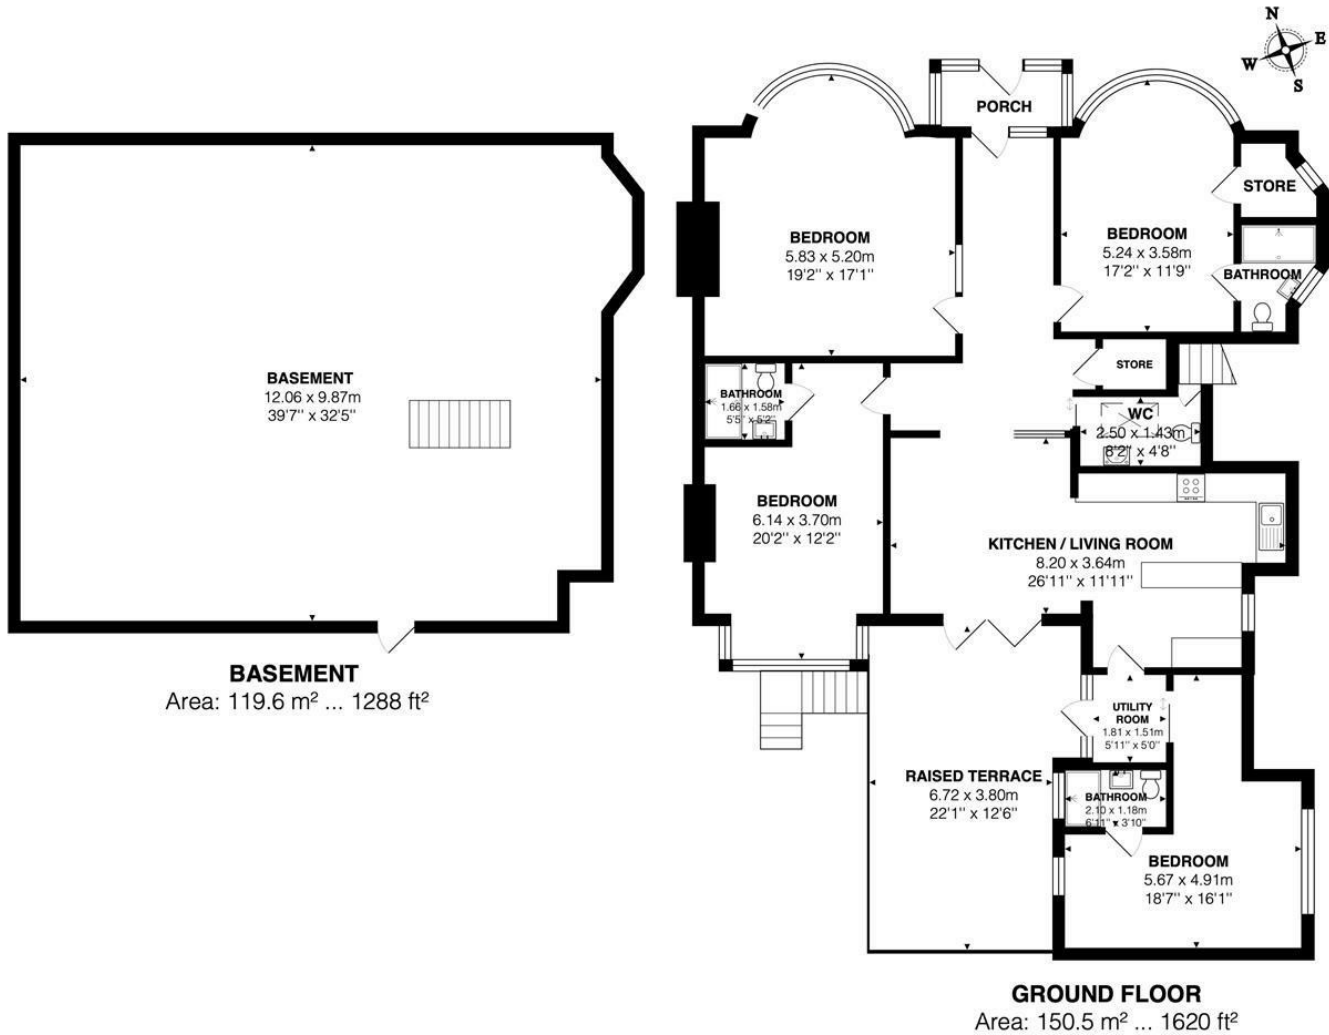 N
E
W
S
PORCH
STORE
BEDROOM
5.83 x 5.20m
19'2" x 17'1"
BEDROOM
5.24 x 3.58m
17'2" x 11'9"
BATHROOM
STORE
BASEMENT
12.06 x 9.87m
39'7" x 32'5"
BATHROOM
1.66 x 1.58m
5'5" x 5'2"
WC
2.50 x 1.43m
8'2" x 4'8"
BEDROOM
6.14 x 3.70m
20'2" x 12'2"
KITCHEN / LIVING ROOM
8.20 x 3.64m
26'11" x 11'11"
BASEMENT
Area: 119.6 m² ... 1288 ft²
UTILITY
ROOM
1.81 x 1.51m
5'11" x 5'0"
RAISED TERRACE
6.72 x 3.80m
22'1" x 12'6"
BATHROOM
2.10 x 1.18m
6'11" x 3'10"
BEDROOM
5.67 x 4.91m
18'7" x 16'1"
GROUND FLOOR
Area: 150.5 m² ... 1620 ft²